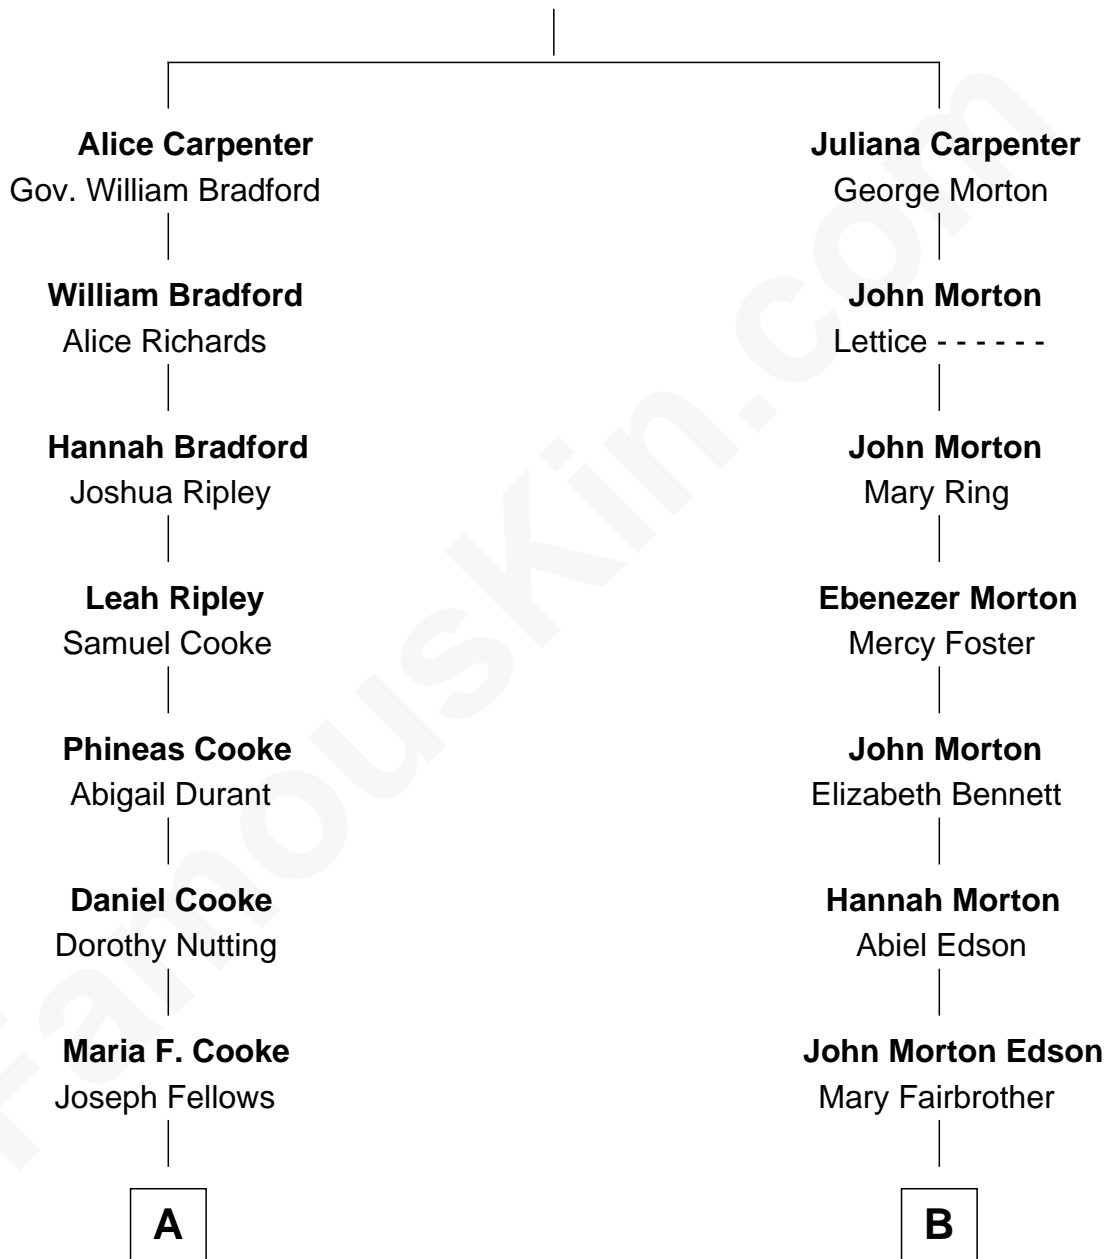 Alice Carpenter
Gov. William Bradford
William Bradford
Alice Richards
Hannah Bradford
Joshua Ripley
Leah Ripley
Samuel Cooke
Phineas Cooke
Abigail Durant
Daniel Cooke
Dorothy Nutting
Maria F. Cooke
Joseph Fellows
A
Juliana Carpenter
George Morton
John Morton
Lettice - - - - - -
John Morton
Mary Ring
Ebenezer Morton
Mercy Foster
John Morton
Elizabeth Bennett
Hannah Morton
Abiel Edson
John Morton Edson
Mary Fairbrother
B
FamousKin.com